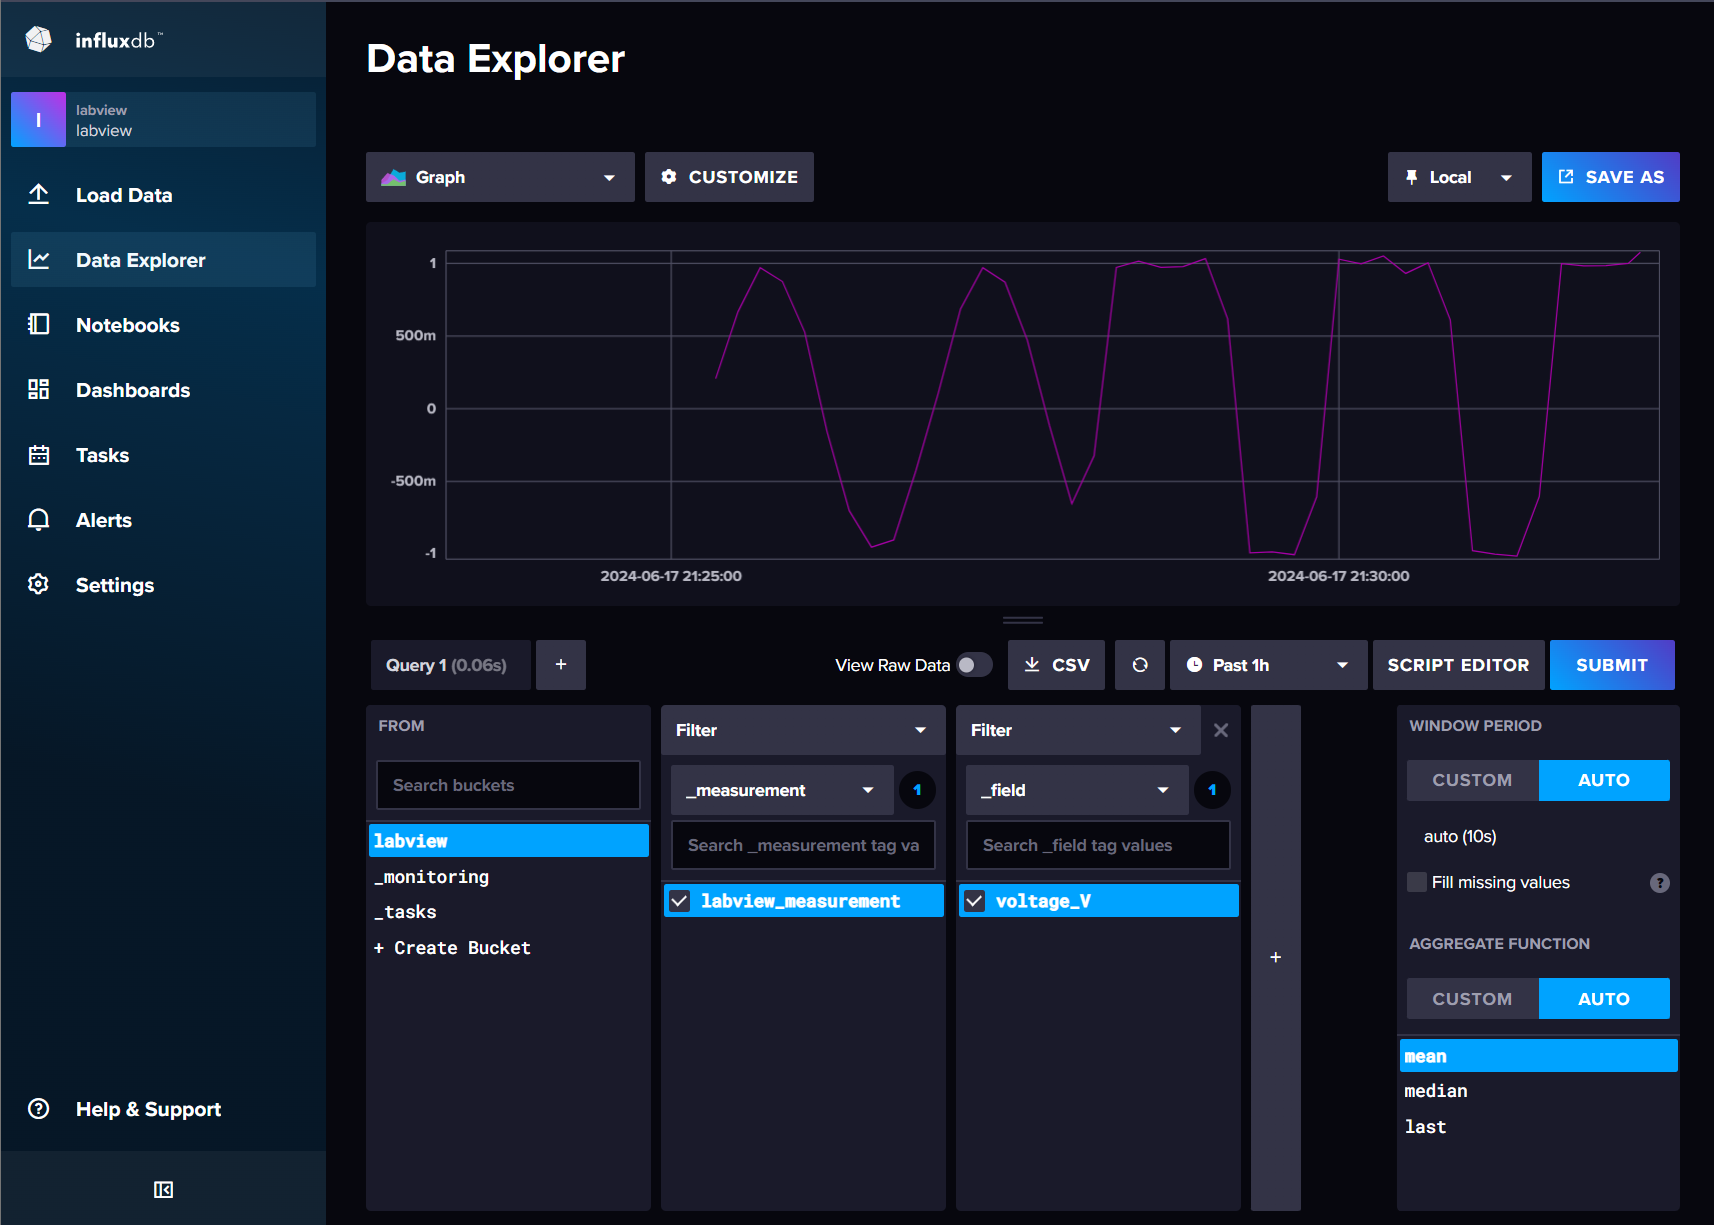 influxdb™
I
labview
labview
Load Data
Data Explorer
Notebooks
Dashboards
Tasks
Alerts
Settings
Help & Support
Data Explorer
Graph
CUSTOMIZE
Local
SAVE AS
1
500m
0
-500m
-1
2024-06-17 21:25:00
2024-06-17 21:30:00
Query 1 (0.06s)
+
View Raw Data
CSV
Past 1h
SCRIPT EDITOR
SUBMIT
FROM
Search buckets
labview
_monitoring
_tasks
+ Create Bucket
Filter
_measurement
1
Search _measurement tag va
labview_measurement
Filter
_field
1
Search _field tag values
voltage_V
+
WINDOW PERIOD
CUSTOM
AUTO
auto (10s)
Fill missing values
?
AGGREGATE FUNCTION
CUSTOM
AUTO
mean
median
last